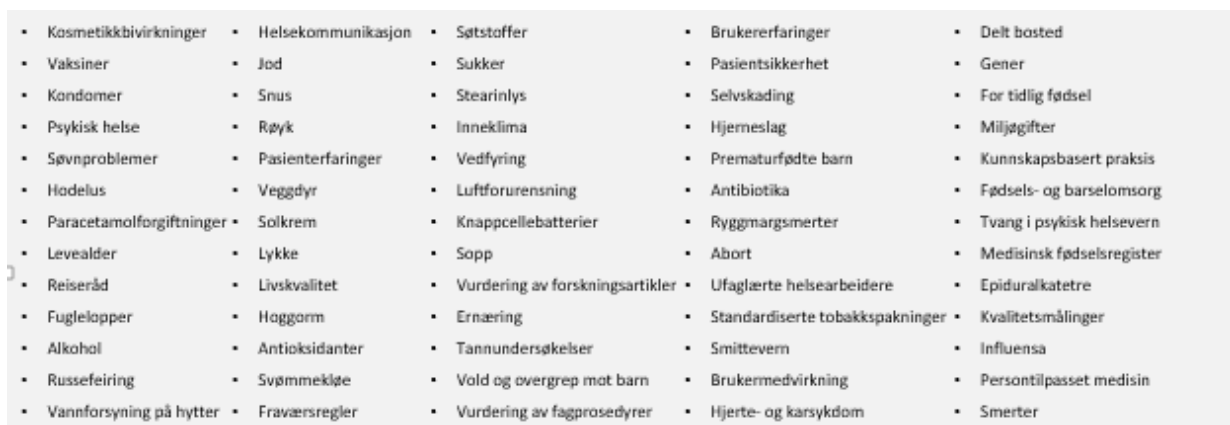 ▪ Kosmetikkbivirkninger
▪ Vaksiner
▪ Kondomer
▪ Psykisk helse
▪ Søvnproblemer
▪ Hodelus
▪ Paracetamolforgiftninger
▪ Levealder
▪ Reiseråd
▪ Fuglelopper
▪ Alkohol
▪ Russefeiring
▪ Vannforsyning på hytter
▪ Helsekommunikasjon
▪ Jod
▪ Snus
▪ Røyk
▪ Pasienterfaringer
▪ Veggdyr
▪ Solkrem
▪ Lykke
▪ Livskvalitet
▪ Hoggorm
▪ Antioksidanter
▪ Svømmekløe
▪ Fraværsregler
▪ Søtstoffer
▪ Sukker
▪ Stearinlys
▪ Inneklima
▪ Vedfyring
▪ Luftforurensning
▪ Knappcellebatterier
▪ Sopp
▪ Vurdering av forskningsartikler
▪ Ernæring
▪ Tannundersøkelser
▪ Vold og overgrep mot barn
▪ Vurdering av fagprosedyrer
▪ Brukererfaringer
▪ Pasientsikkerhet
▪ Selvskading
▪ Hjerneslag
▪ Prematurfødte barn
▪ Antibiotika
▪ Ryggmargsmerter
▪ Abort
▪ Ufaglærte helsearbeidere
▪ Standardiserte tobakkspakninger
▪ Smittevern
▪ Brukermedvirkning
▪ Hjerte- og karsykdom
▪ Delt bosted
▪ Gener
▪ For tidlig fødsel
▪ Miljøgifter
▪ Kunnskapsbasert praksis
▪ Fødsels- og barselomsorg
▪ Tvang i psykisk helsevern
▪ Medisinsk fødselsregister
▪ Epiduralkatetre
▪ Kvalitetsmålinger
▪ Influensa
▪ Persontilpasset medisin
▪ Smerter